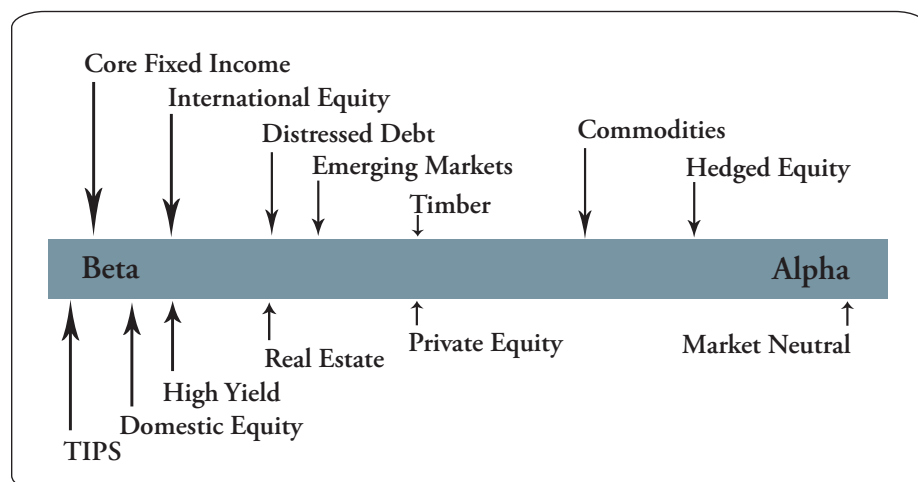 Core Fixed Income
International Equity
Distressed Debt
Commodities
Emerging Markets
Hedged Equity
Timber
Beta
Alpha
Private Equity
Market Neutral
Real Estate
High Yield
Domestic Equity
TIPS